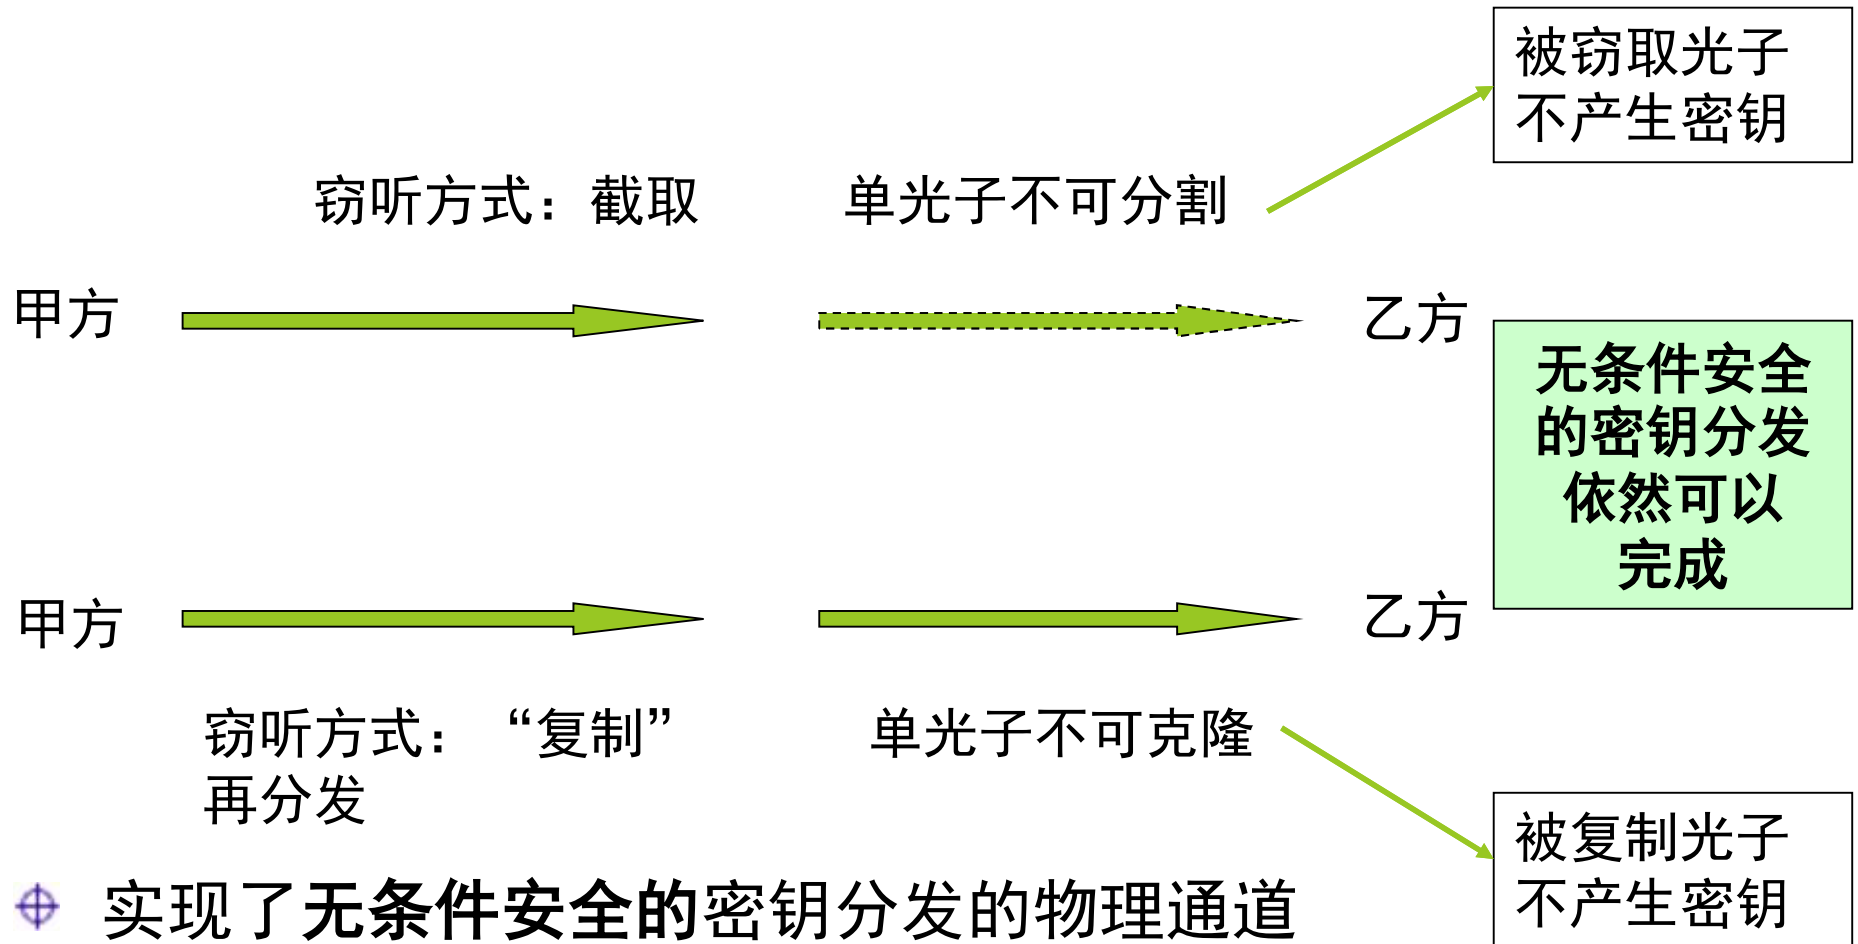 被窃取光子
不产生密钥
窃听方式：截取
单光子不可分割
甲方
乙方
无条件安全
的密钥分发
依然可以
完成
甲方
乙方
窃听方式： “复制”
再分发
单光子不可克隆
被复制光子
不产生密钥
实现了无条件安全的密钥分发的物理通道